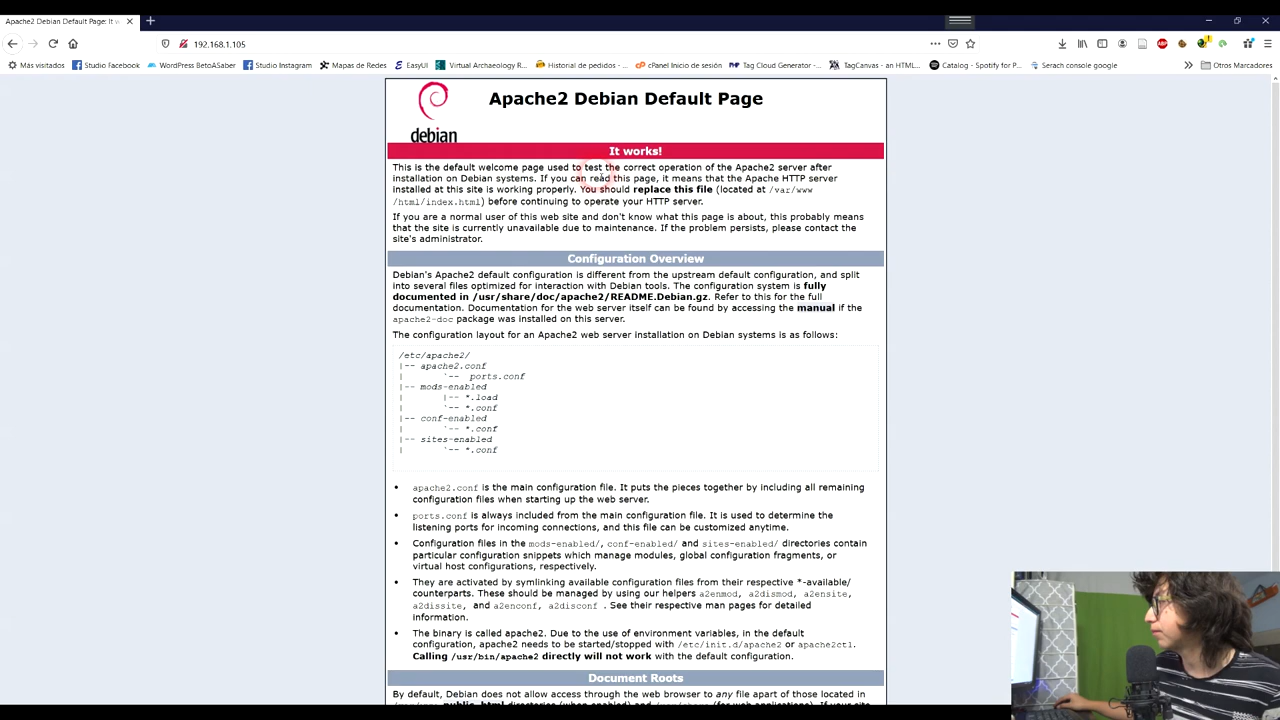 Apache2 Debian Default Page: It w
192.168.1.105
Más visitados
Studio Facebook
WordPress BetoASaber
Studio Instagram
Mapas de Redes
EasyUI
Virtual Archaeology R...
Historial de pedidos - ...
cPanel Inicio de sesión
Tag Cloud Generator - ...
TagCanvas - an HTML...
Catalog - Spotify for P...
Serach console google
Otros Marcadores
debian
Apache2 Debian Default Page
It works!
This is the default welcome page used to test the correct operation of the Apache2 server after
installation on Debian systems. If you can read this page, it means that the Apache HTTP server
installed at this site is working properly. You should replace this file (located at /var/www
/html/index.html) before continuing to operate your HTTP server.
If you are a normal user of this web site and don't know what this page is about, this probably means
that the site is currently unavailable due to maintenance. If the problem persists, please contact the
site's administrator.
Configuration Overview
Debian's Apache2 default configuration is different from the upstream default configuration, and split
into several files optimized for interaction with Debian tools. The configuration system is fully
documented in /usr/share/doc/apache2/README.Debian.gz. Refer to this for the full
documentation. Documentation for the web server itself can be found by accessing the manual if the
apache2-doc package was installed on this server.
The configuration layout for an Apache2 web server installation on Debian systems is as follows:
/etc/apache2/
|-- apache2.conf
|       `--  ports.conf
|-- mods-enabled
|       |-- *.load
|       `-- *.conf
|-- conf-enabled
|       `-- *.conf
|-- sites-enabled
|       `-- *.conf
• apache2.conf is the main configuration file. It puts the pieces together by including all remaining
configuration files when starting up the web server.
• ports.conf is always included from the main configuration file. It is used to determine the
listening ports for incoming connections, and this file can be customized anytime.
• Configuration files in the mods-enabled/, conf-enabled/ and sites-enabled/ directories contain
particular configuration snippets which manage modules, global configuration fragments, or
virtual host configurations, respectively.
• They are activated by symlinking available configuration files from their respective *-available/
counterparts. These should be managed by using our helpers a2enmod, a2dismod, a2ensite,
a2dissite, and a2enconf, a2disconf . See their respective man pages for detailed
information.
• The binary is called apache2. Due to the use of environment variables, in the default
configuration, apache2 needs to be started/stopped with /etc/init.d/apache2 or apache2ctl.
Calling /usr/bin/apache2 directly will not work with the default configuration.
Document Roots
By default, Debian does not allow access through the web browser to any file apart of those located in